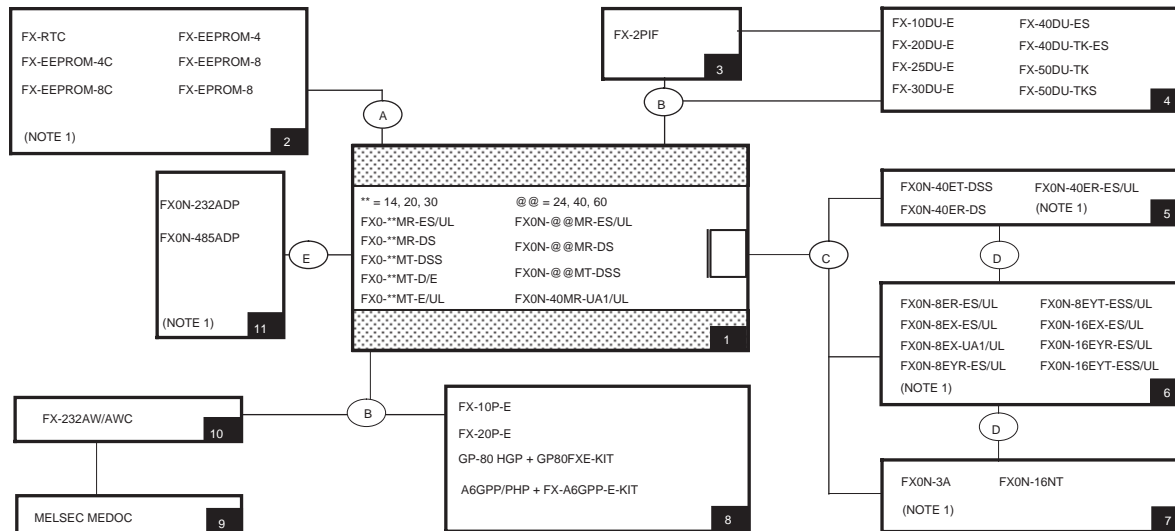 FX-RTC FX-EEPROM-4
FX-EEPROM-4C FX-EEPROM-8
FX-EEPROM-8C FX-EPROM-8
(NOTE 1)
2
A
FX-2PIF
3
B
FX-10DU-E FX-40DU-ES
FX-20DU-E FX-40DU-TK-ES
FX-25DU-E FX-50DU-TK
FX-30DU-E FX-50DU-TKS
4
FX0N-232ADP
FX0N-485ADP
(NOTE 1)
11
E
** = 14, 20, 30 @@ = 24, 40, 60
FX0-**MR-ES/UL FX0N-@@MR-ES/UL
FX0-**MR-DS FX0N-@@MR-DS
FX0-**MT-DSS FX0N-@@MT-DSS
FX0-**MT-D/E
FX0-**MT-E/UL FX0N-40MR-UA1/UL
1
C
FX0N-40ET-DSS FX0N-40ER-ES/UL
FX0N-40ER-DS (NOTE 1)
5
D
FX0N-8ER-ES/UL FX0N-8EYT-ESS/UL
FX0N-8EX-ES/UL FX0N-16EX-ES/UL
FX0N-8EX-UA1/UL FX0N-16EYR-ES/UL
FX0N-8EYR-ES/UL FX0N-16EYT-ESS/UL
(NOTE 1)
6
D
FX0N-3A FX0N-16NT
(NOTE 1)
7
B
FX-232AW/AWC
10
MELSEC MEDOC
9
FX-10P-E
FX-20P-E
GP-80 HGP + GP80FXE-KIT
A6GPP/PHP + FX-A6GPP-E-KIT
8